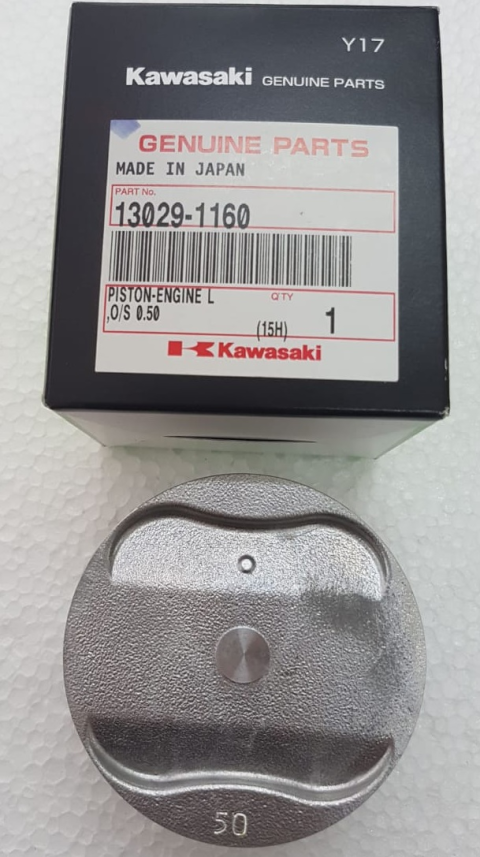 Y17
Kawasaki GENUINE PARTS
GENUINE PARTS
MADE IN JAPAN
PART No.
13029-1160
PISTON-ENGINE L Q'TY
,O/S 0.50 (15H) 1
Kawasaki
50